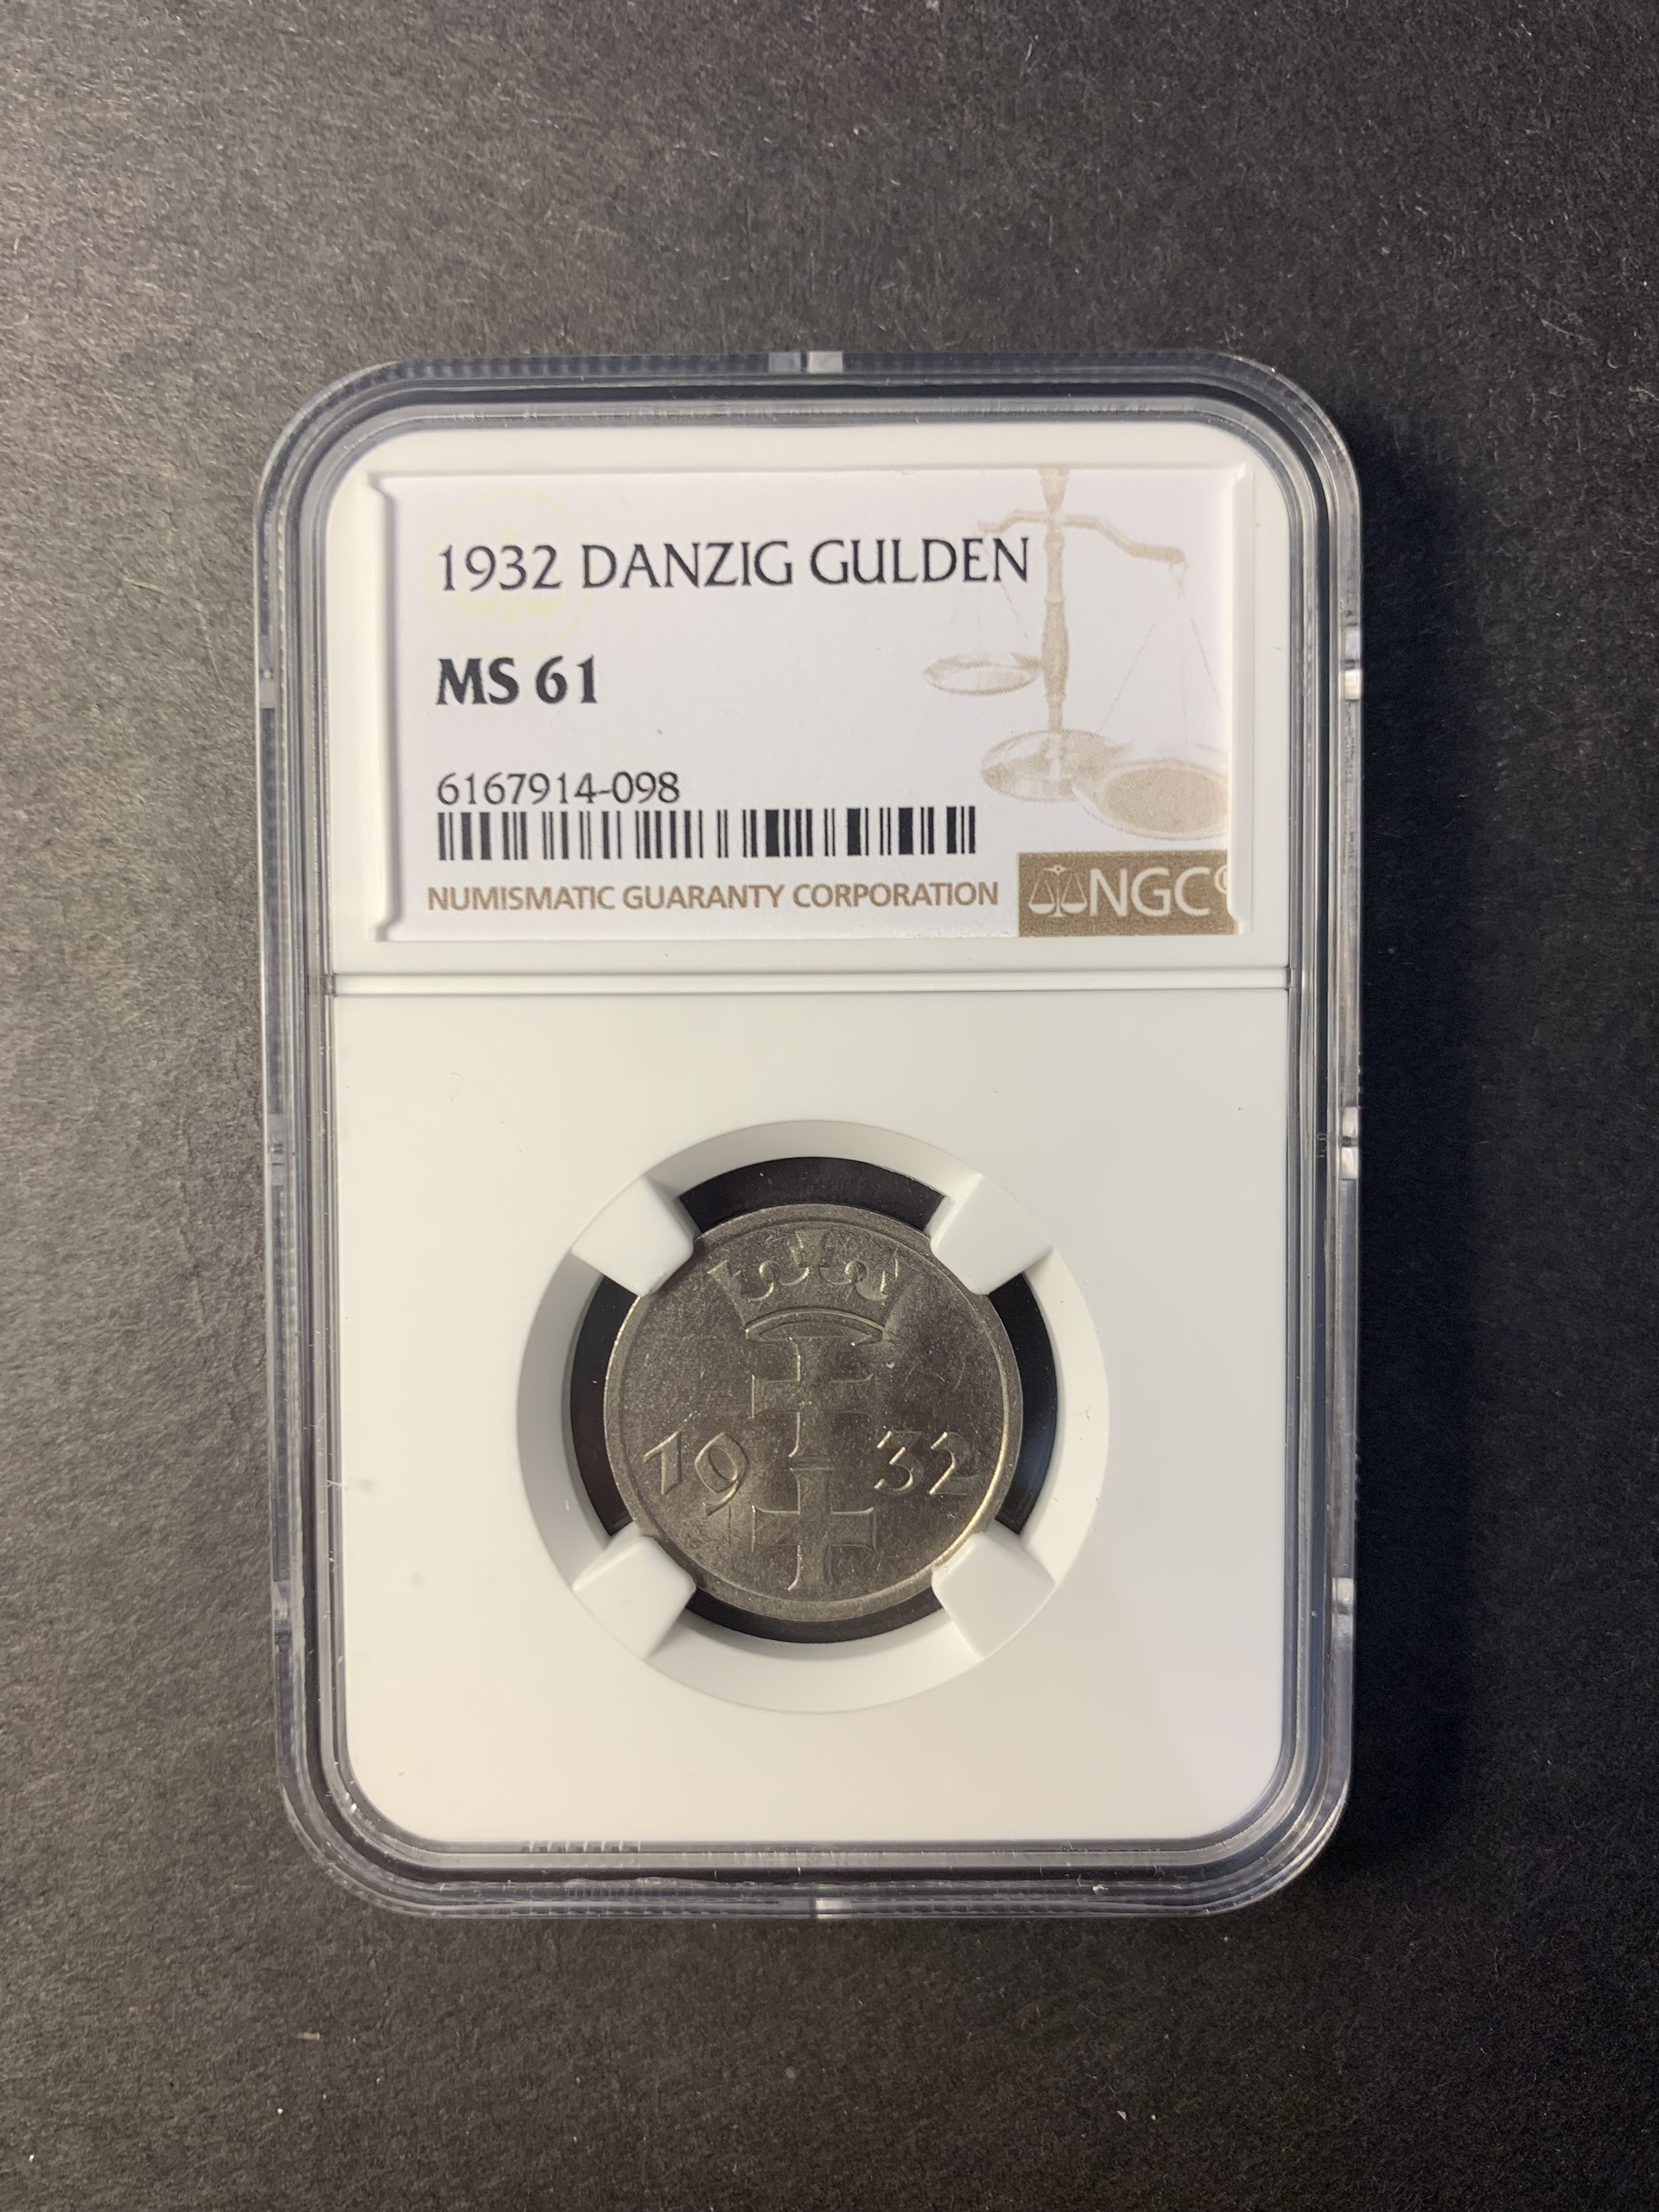 1932 DANZIG GULDEN
MS 61
6167914-098
NUMISMATIC GUARANTY CORPORATION
NGC
19 32